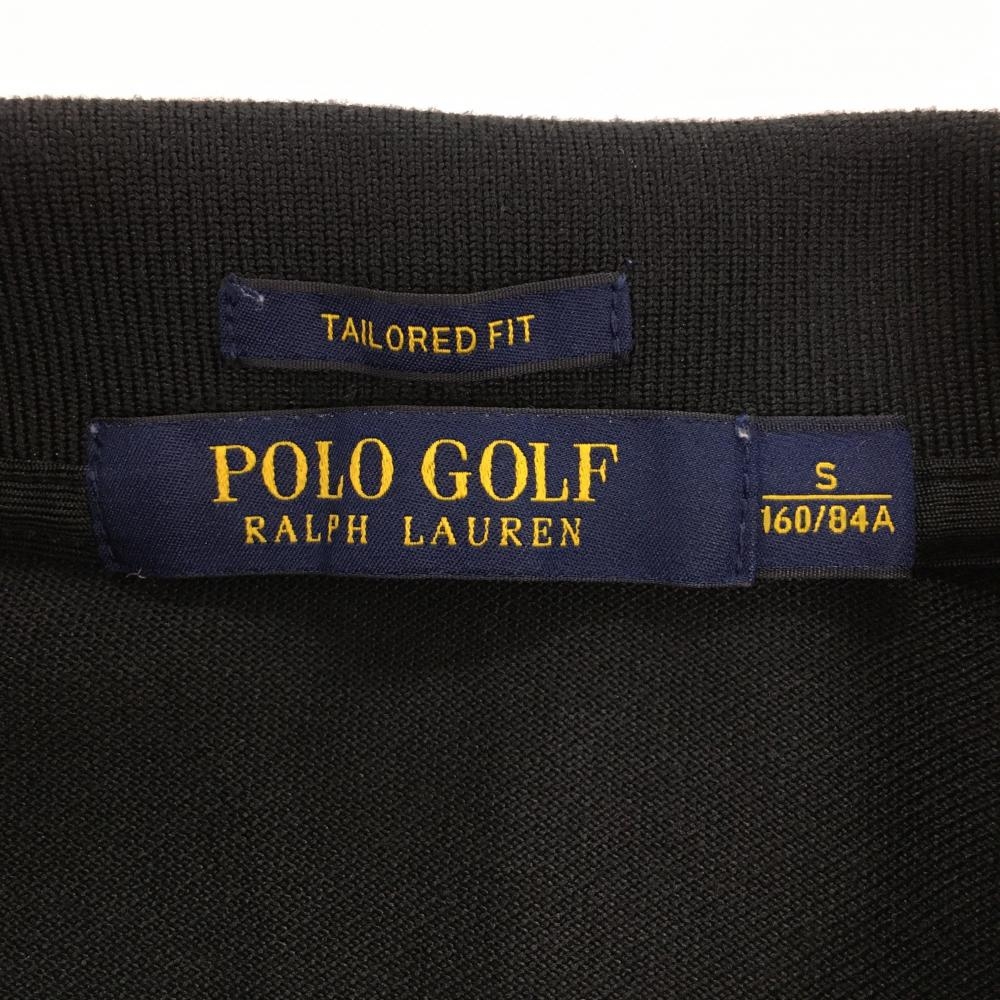 TAILORED FIT
POLO GOLF
RALPH LAUREN
S
160/84A